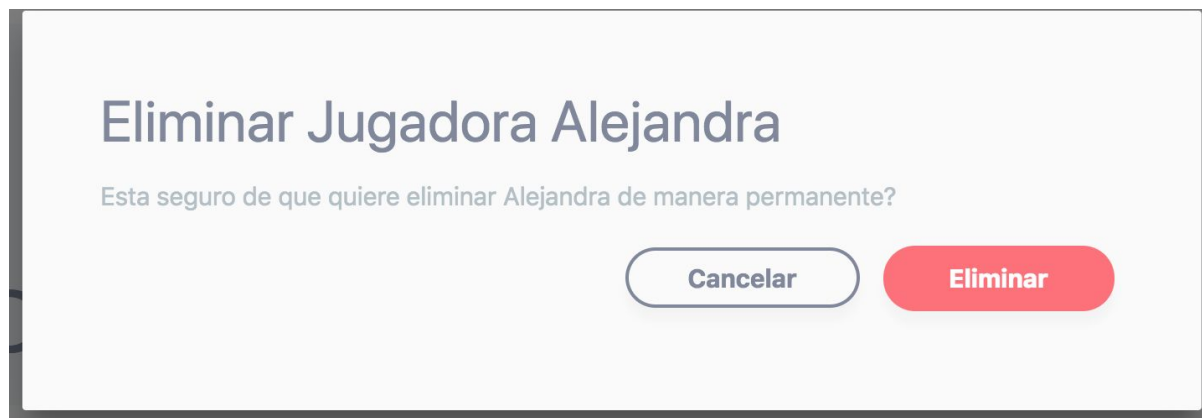 Eliminar Jugadora Alejandra
Esta seguro de que quiere eliminar Alejandra de manera permanente?
Cancelar Eliminar